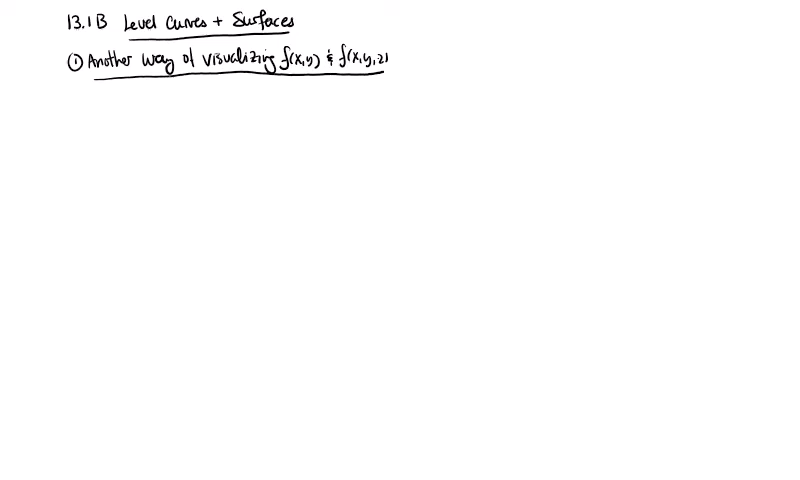 13.1B Level Curves + Surfaces
① Another way of visualizing f(x,y) & f(x,y,z)